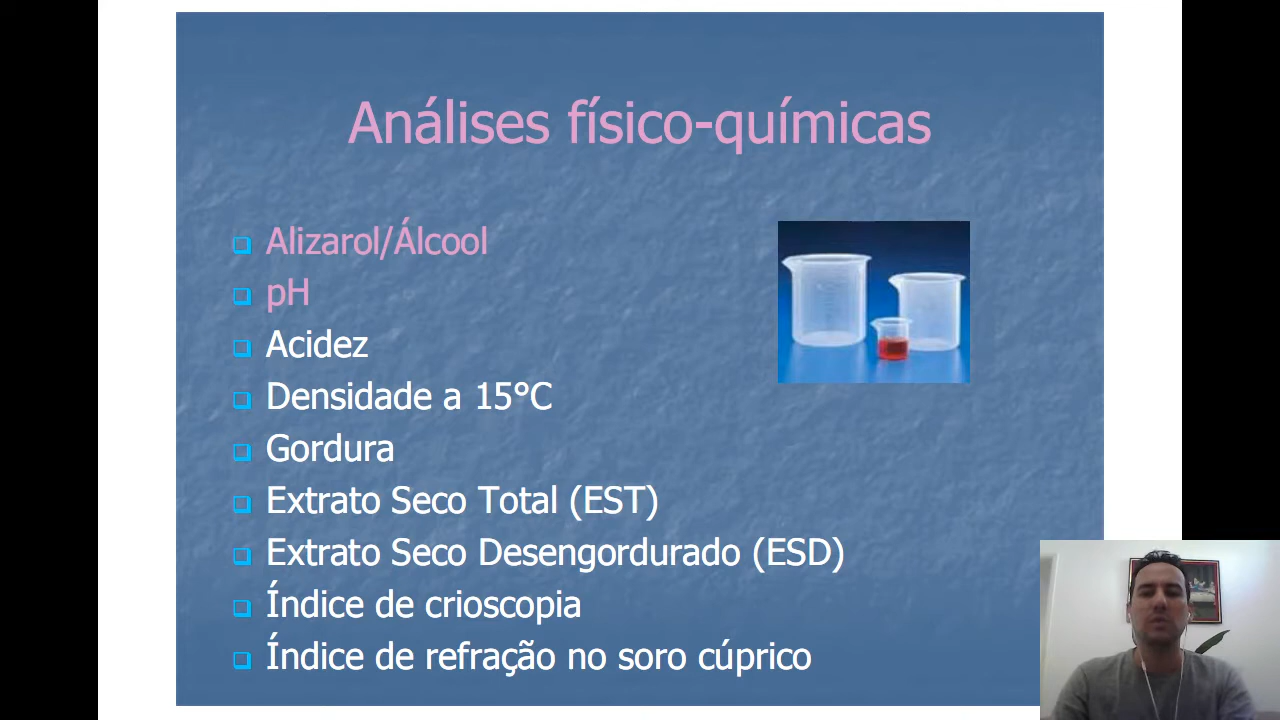 Análises físico-químicas
Alizarol/Álcool
pH
Acidez
Densidade a 15°C
Gordura
Extrato Seco Total (EST)
Extrato Seco Desengordurado (ESD)
Índice de crioscopia
Índice de refração no soro cúprico